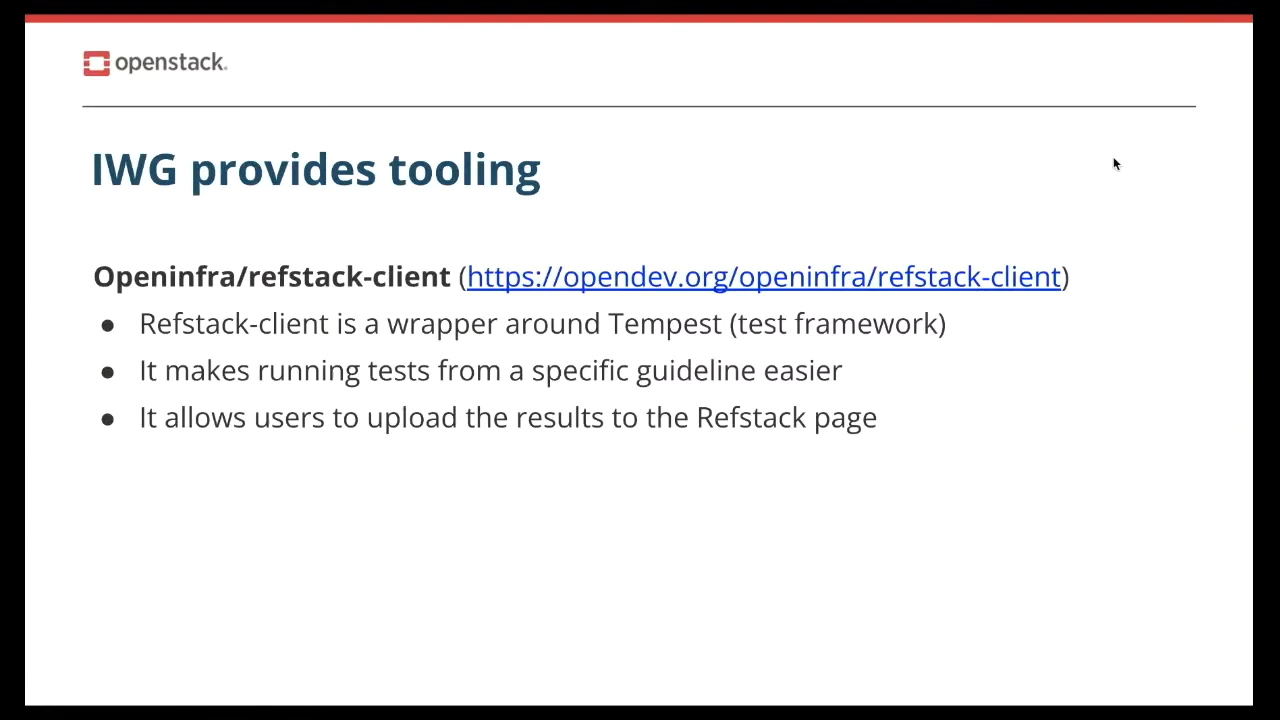 openstack.
IWG provides tooling
Openinfra/refstack-client (https://opendev.org/openinfra/refstack-client)
● Refstack-client is a wrapper around Tempest (test framework)
● It makes running tests from a specific guideline easier
● It allows users to upload the results to the Refstack page